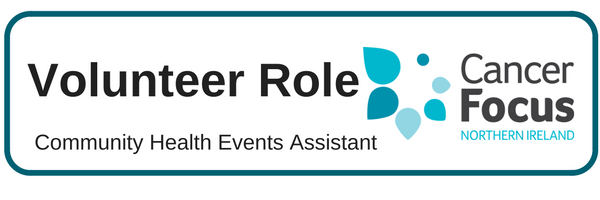 Volunteer Role
Community Health Events Assistant
Cancer
Focus
NORTHERN IRELAND